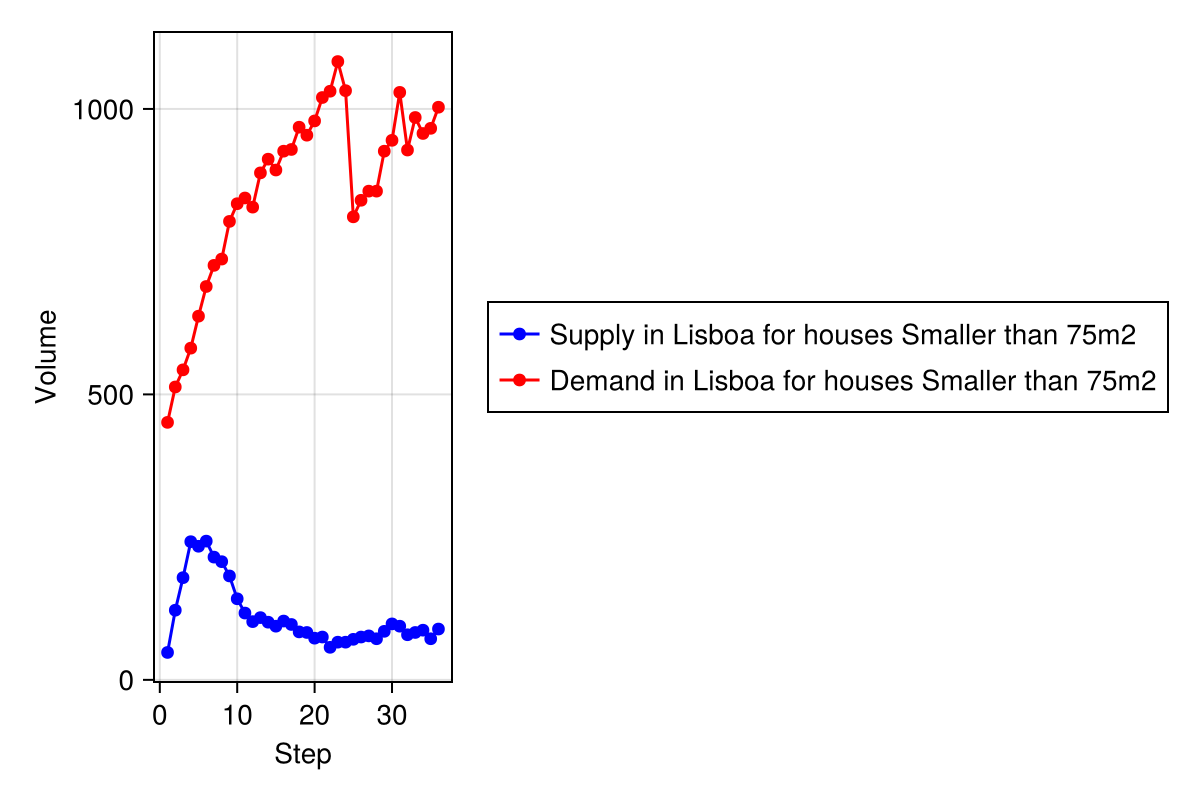 1000
500
0
Volume
0 10 20 30
Step
Supply in Lisboa for houses Smaller than 75m2
Demand in Lisboa for houses Smaller than 75m2